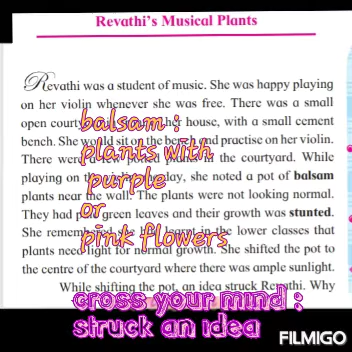 Revathi's Musical Plants
Revathi was a student of music. She was happy playing
on her violin whenever she was free. There was a small
open house, with a small cement
bench. She would sit on the bench and practise on her violin.
There were potted plants in the courtyard. While
playing on day, she noted a pot of balsam
plants near the wall. The plants were not looking normal.
They had green leaves and their growth was stunted.
She learnt in the lower classes that
plants need light for normal growth. She shifted the pot to
the centre of the courtyard where there was ample sunlight.
While shifting the pot, an idea struck Revathi. Why
balsam :
plants with
purple
or
pink flowers
cross your mind :
struck an idea
FILMIGO